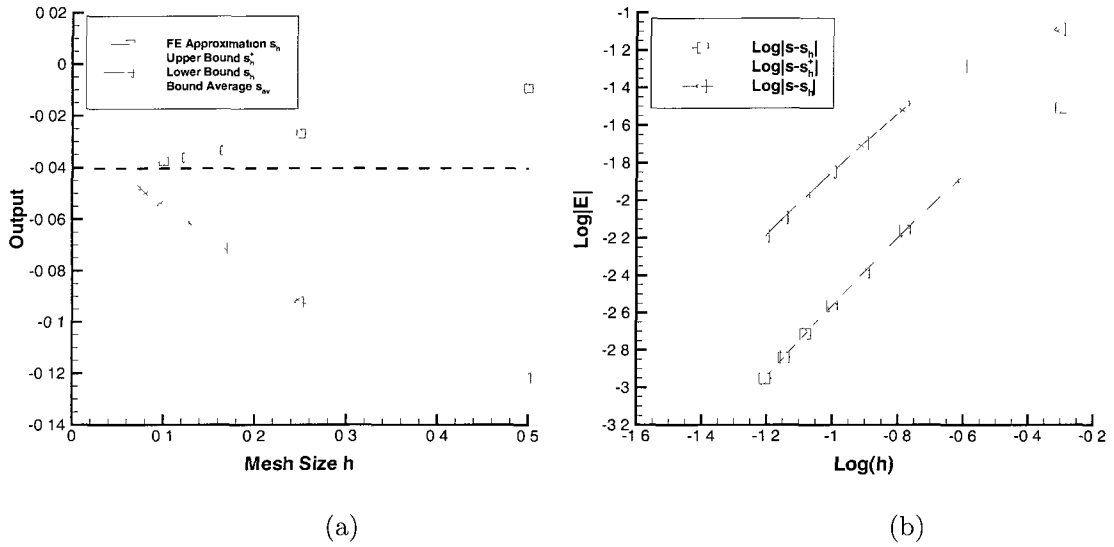 0 02
0
-0 02
-0 04
-0 06
-0 08
-0 1
-0 12
-0 14
Output
FE Approximation s_h
Upper Bound s_h^+
Lower Bound s_h^-
Bound Average s_av
0
0 1
0 2
0 3
0 4
0 5
Mesh Size h
(a)
-1
-1 2
-1 4
-1 6
-1 8
-2
-2 2
-2 4
-2 6
-2 8
-3
-3 2
Log|E|
Log|s-s_h|
Log|s-s_h^+|
Log|s-s_h^-|
-1 6
-1 4
-1 2
-1
-0 8
-0 6
-0 4
-0 2
Log(h)
(b)